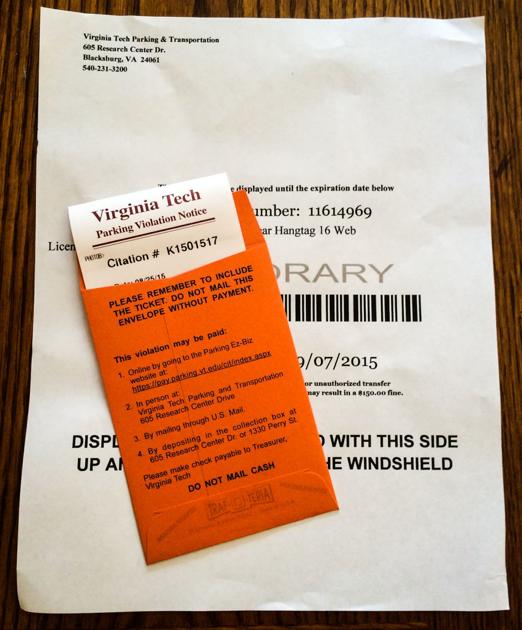 Virginia Tech Parking & Transportation
605 Research Center Dr.
Blacksburg, VA 24061
540-231-3200
e displayed until the expiration date below
umber: 11614969
ar Hangtag 16 Web
Licen
ORARY
9/07/2015
or unauthorized transfer
may result in a $150.00 fine.
DISPL
D WITH THIS SIDE
UP AN
HE WINDSHIELD
Virginia Tech
Parking Violation Notice
Citation # K1501517
08/25/15
PLEASE REMEMBER TO INCLUDE
THE TICKET. DO NOT MAIL THIS
ENVELOPE WITHOUT PAYMENT.
This violation may be paid:
1. Online by going to the Parking Ez-Biz
website at:
https://pay.parking.vt.edu/cit/index.aspx
2. In person at:
Virginia Tech Parking and Transportation
605 Research Center Drive
3. By mailing through U.S. Mail.
4. By depositing in the collection box at
605 Research Center Dr. or 1330 Perry St.
Please make check payable to Treasurer,
Virginia Tech
DO NOT MAIL CASH